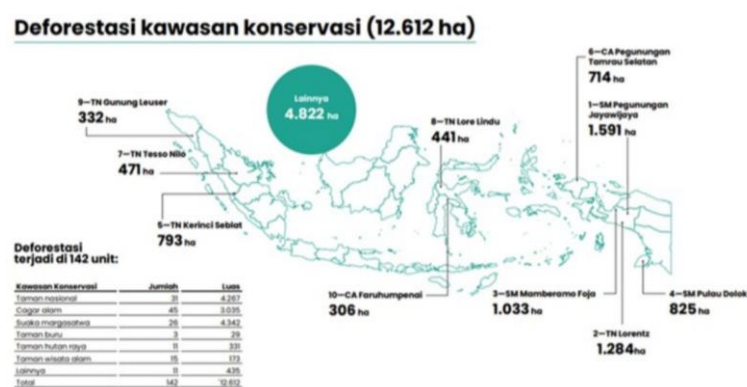 Deforestasi kawasan konservasi (12.612 ha)
6—CA Pegunungan
Tamrau Selatan
714 ha
Lainnya
4.822 ha
9—TN Gunung Leuser
332 ha
8—TN Lore Lindu
441 ha
1—SM Pegunungan
Jayawijaya
1.591 ha
7—TN Tesso Nilo
471 ha
5—TN Kerinci Seblat
793 ha
10—CA Faruhumpenai
306 ha
3—SM Mamberamo Foja
1.033 ha
4—SM Pulau Dolok
825 ha
2—TN Lorentz
1.284 ha
Deforestasi
terjadi di 142 unit:
Kawasan Konservasi Jumlah Luas
Taman nasional 31 4.267
Cagar alam 45 3.035
Suaka margasatwa 26 4.342
Taman buru 3 29
Taman hutan raya 11 331
Taman wisata alam 15 173
Lainnya 11 435
Total 142 12.612